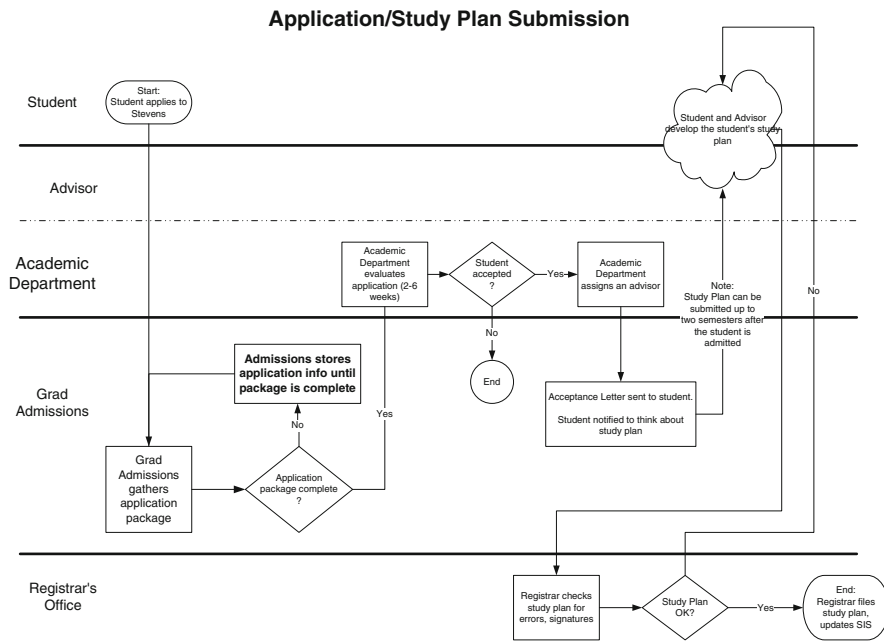 Application/Study Plan Submission
Student
Start:
Student applies to
Stevens
Student and Advisor
develop the student's study
plan
Advisor
Academic
Department
Academic
Department
evaluates
application (2-6
weeks)
Student
accepted
?
Yes
Academic
Department
assigns an advisor
Note:
Study Plan can be
submitted up to
two semesters after
the student is
admitted
No
No
End
Grad
Admissions
Admissions stores
application info until
package is complete
Yes
No
Acceptance Letter sent to student.
Student notified to think about
study plan
Grad
Admissions
gathers
application
package
Application
package complete
?
Registrar's
Office
Registrar checks
study plan for
errors, signatures
Study Plan
OK?
Yes
End:
Registrar files
study plan,
updates SIS